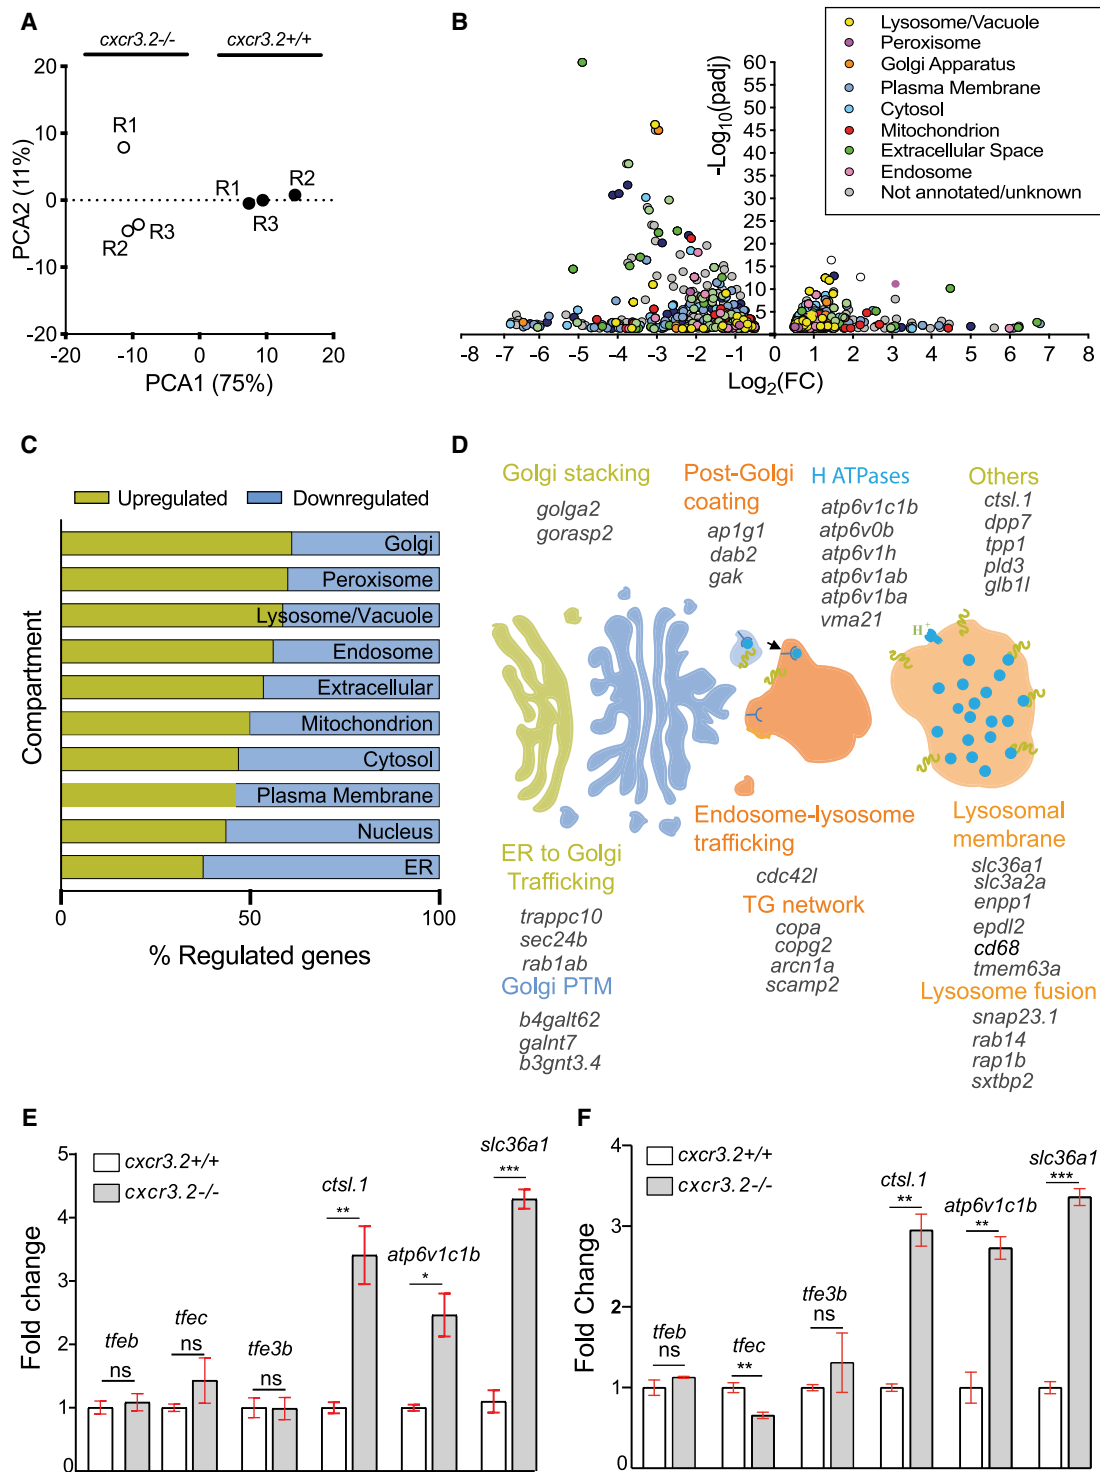 A
cxcr3.2-/-
cxcr3.2+/+
20
10
0
-10
-20
PCA2 (11%)
R1
R2
R3
R1
R3
R2
-20
-10
0
10
20
PCA1 (75%)
B
-Log10(padj)
60
55
50
45
40
35
30
25
20
15
10
5
0
-8
-7
-6
-5
-4
-3
-2
-1
0
1
2
3
4
5
6
7
8
Log2(FC)
Lysosome/Vacuole
Peroxisome
Golgi Apparatus
Plasma Membrane
Cytosol
Mitochondrion
Extracellular Space
Endosome
Not annotated/unknown
C
Upregulated
Downregulated
Compartment
Golgi
Peroxisome
Lysosome/Vacuole
Endosome
Extracellular
Mitochondrion
Cytosol
Plasma Membrane
Nucleus
ER
0
50
100
% Regulated genes
D
Golgi stacking
golga2
gorasp2
Post-Golgi
coating
ap1g1
dab2
gak
H ATPases
atp6v1c1b
atp6v0b
atp6v1h
atp6v1ab
atp6v1ba
vma21
Others
ctsl.1
dpp7
tpp1
pld3
glb1l
H+
ER to Golgi
Trafficking
trappc10
sec24b
rab1ab
Golgi PTM
b4galt62
galnt7
b3gnt3.4
Endosome-lysosome
trafficking
cdc42l
TG network
copa
copg2
arcn1a
scamp2
Lysosomal
membrane
slc36a1
slc3a2a
enpp1
epdl2
cd68
tmem63a
Lysosome fusion
snap23.1
rab14
rap1b
sxtbp2
E
cxcr3.2+/+
cxcr3.2-/-
Fold change
5
4
3
2
1
0
tfeb
ns
tfec
ns
tfe3b
ns
ctsl.1
**
atp6v1c1b
*
slc36a1
***
F
cxcr3.2+/+
cxcr3.2-/-
Fold Change
4
3
2
1
0
tfeb
ns
tfec
**
tfe3b
ns
ctsl.1
**
atp6v1c1b
**
slc36a1
***